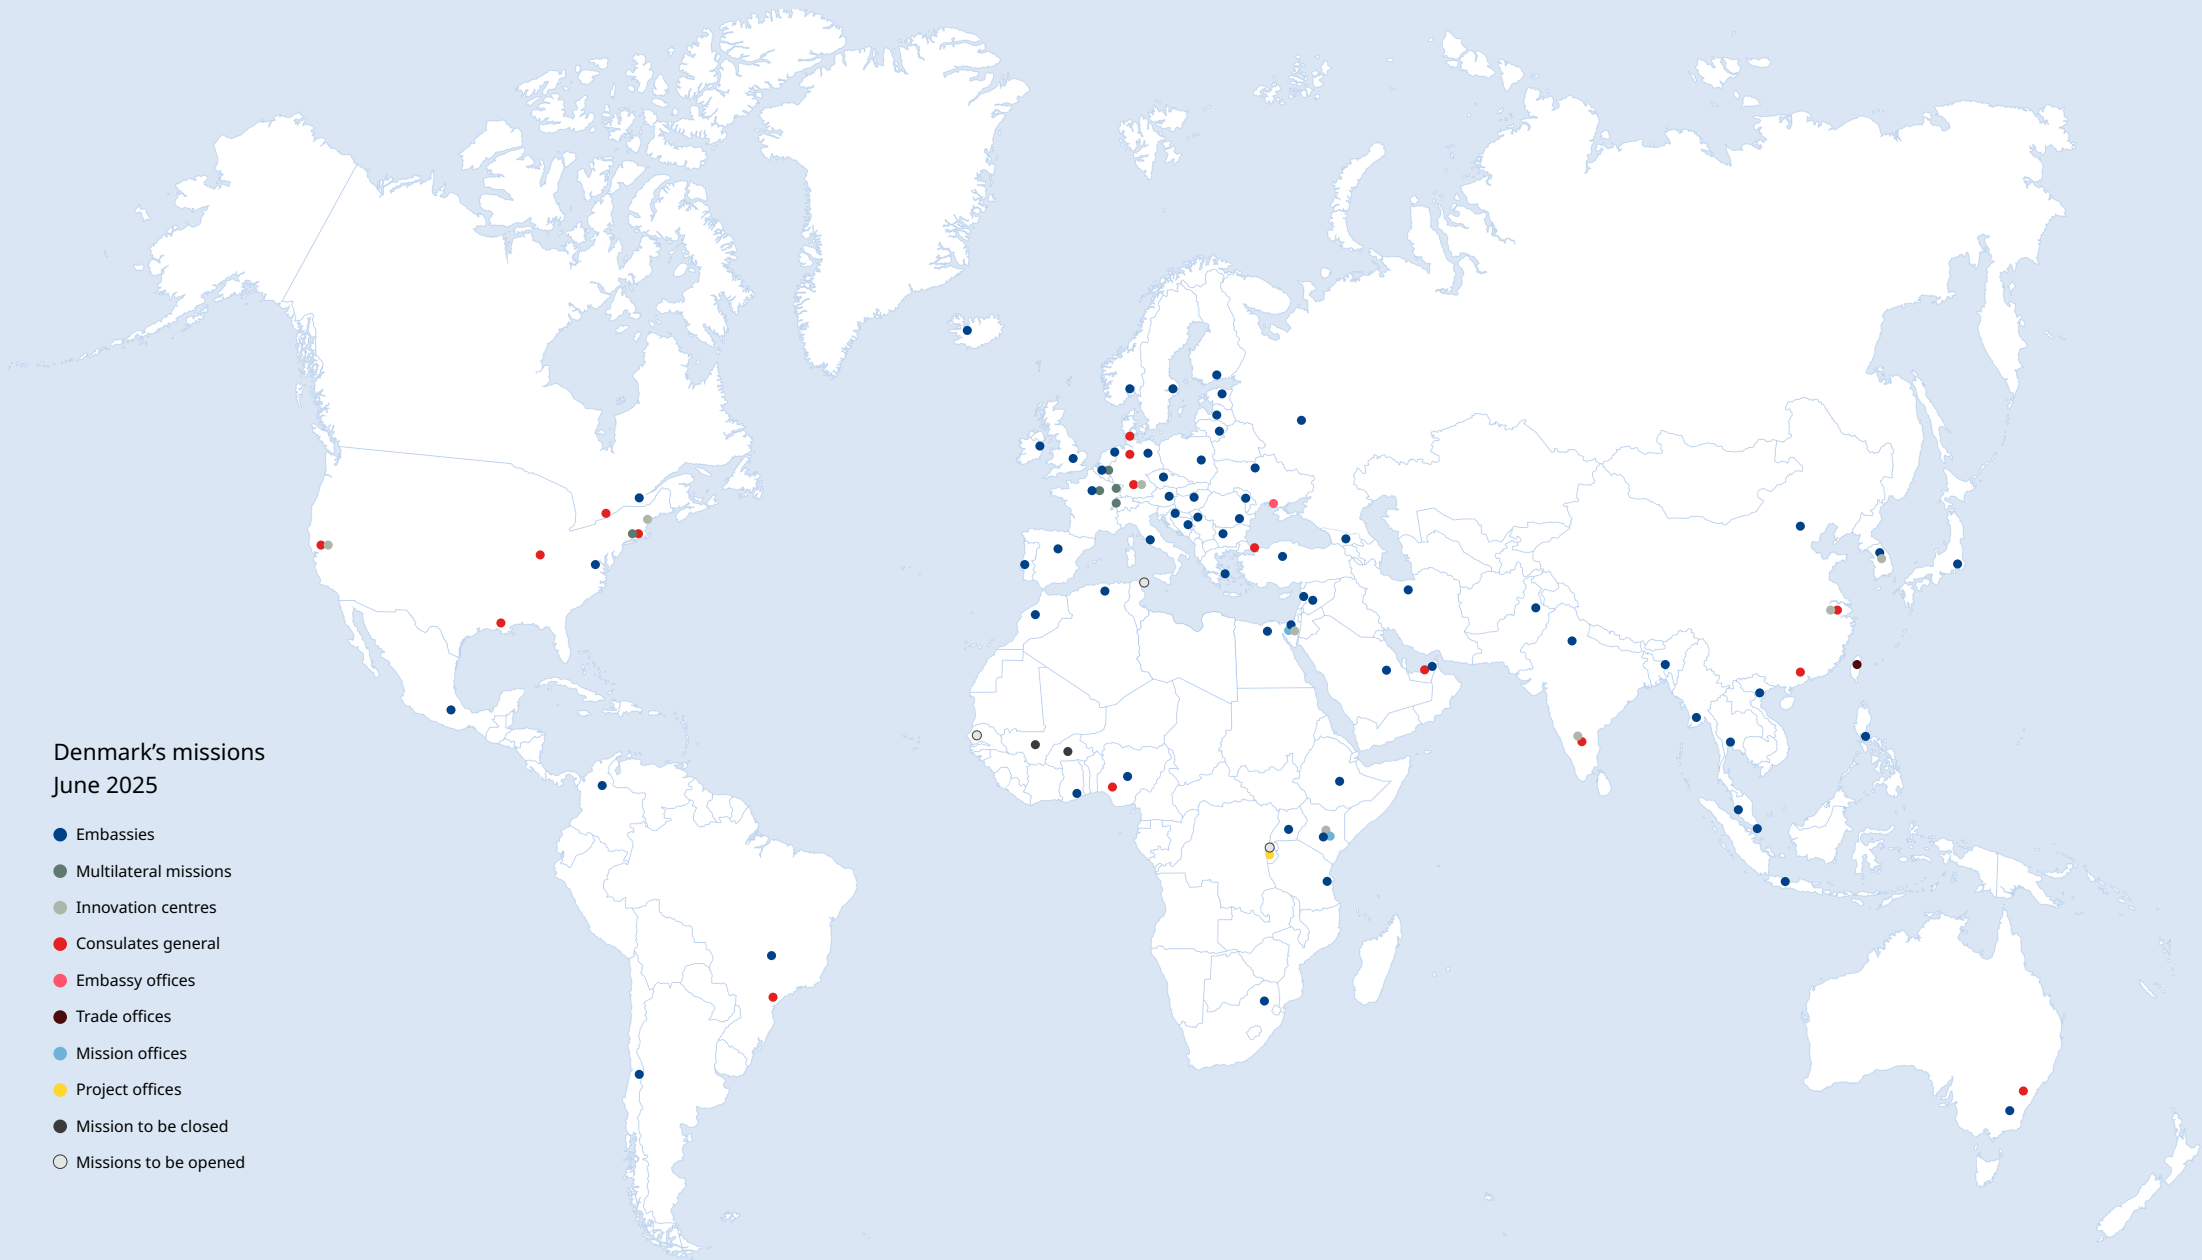 Denmark’s missions
June 2025
Embassies
Multilateral missions
Innovation centres
Consulates general
Embassy offices
Trade offices
Mission offices
Project offices
Mission to be closed
Missions to be opened